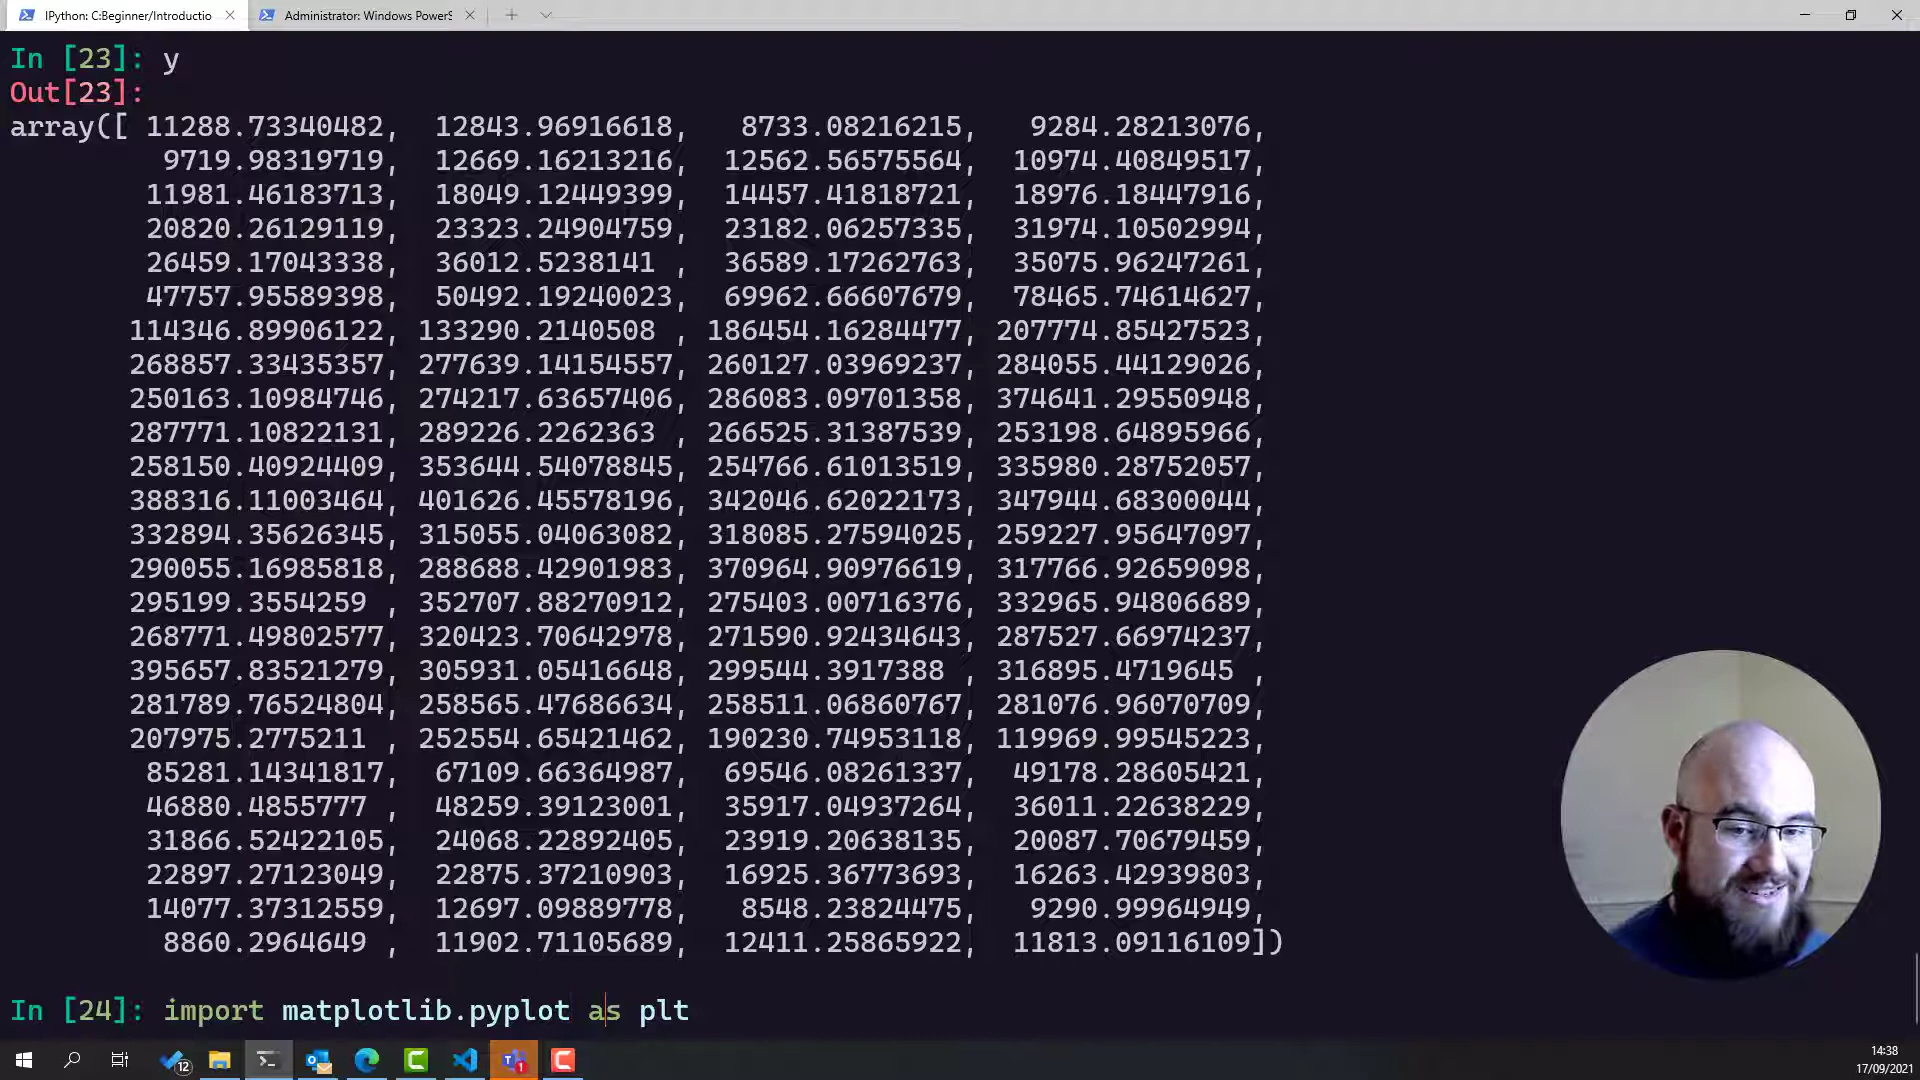 IPython: C:Beginner/Introductio
Administrator: Windows PowerS
In [23]: y
Out[23]:
array([ 11288.73340482, 12843.96916618, 8733.08216215, 9284.28213076,
9719.98319719, 12669.16213216, 12562.56575564, 10974.40849517,
11981.46183713, 18049.12449399, 14457.41818721, 18976.18447916,
20820.26129119, 23323.24904759, 23182.06257335, 31974.10502994,
26459.17043338, 36012.5238141 , 36589.17262763, 35075.96247261,
47757.95589398, 50492.19240023, 69962.66607679, 78465.74614627,
114346.89906122, 133290.2140508 , 186454.16284477, 207774.85427523,
268857.33435357, 277639.14154557, 260127.03969237, 284055.44129026,
250163.10984746, 274217.63657406, 286083.09701358, 374641.29550948,
287771.10822131, 289226.2262363 , 266525.31387539, 253198.64895966,
258150.40924409, 353644.54078845, 254766.61013519, 335980.28752057,
388316.11003464, 401626.45578196, 342046.62022173, 347944.68300044,
332894.35626345, 315055.04063082, 318085.27594025, 259227.95647097,
290055.16985818, 288688.42901983, 370964.90976619, 317766.92659098,
295199.3554259 , 352707.88270912, 275403.00716376, 332965.94806689,
268771.49802577, 320423.70642978, 271590.92434643, 287527.66974237,
395657.83521279, 305931.05416648, 299544.3917388 , 316895.4719645 ,
281789.76524804, 258565.47686634, 258511.06860767, 281076.96070709,
207975.2775211 , 252554.65421462, 190230.74953118, 119969.99545223,
85281.14341817, 67109.66364987, 69546.08261337, 49178.28605421,
46880.4855777 , 48259.39123001, 35917.04937264, 36011.22638229,
31866.52422105, 24068.22892405, 23919.20638135, 20087.70679459,
22897.27123049, 22875.37210903, 16925.36773693, 16263.42939803,
14077.37312559, 12697.09889778, 8548.23824475, 9290.99964949,
8860.2964649 , 11902.71105689, 12411.25865922, 11813.09116109])
In [24]: import matplotlib.pyplot as plt
12
1
14:38
17/09/2021